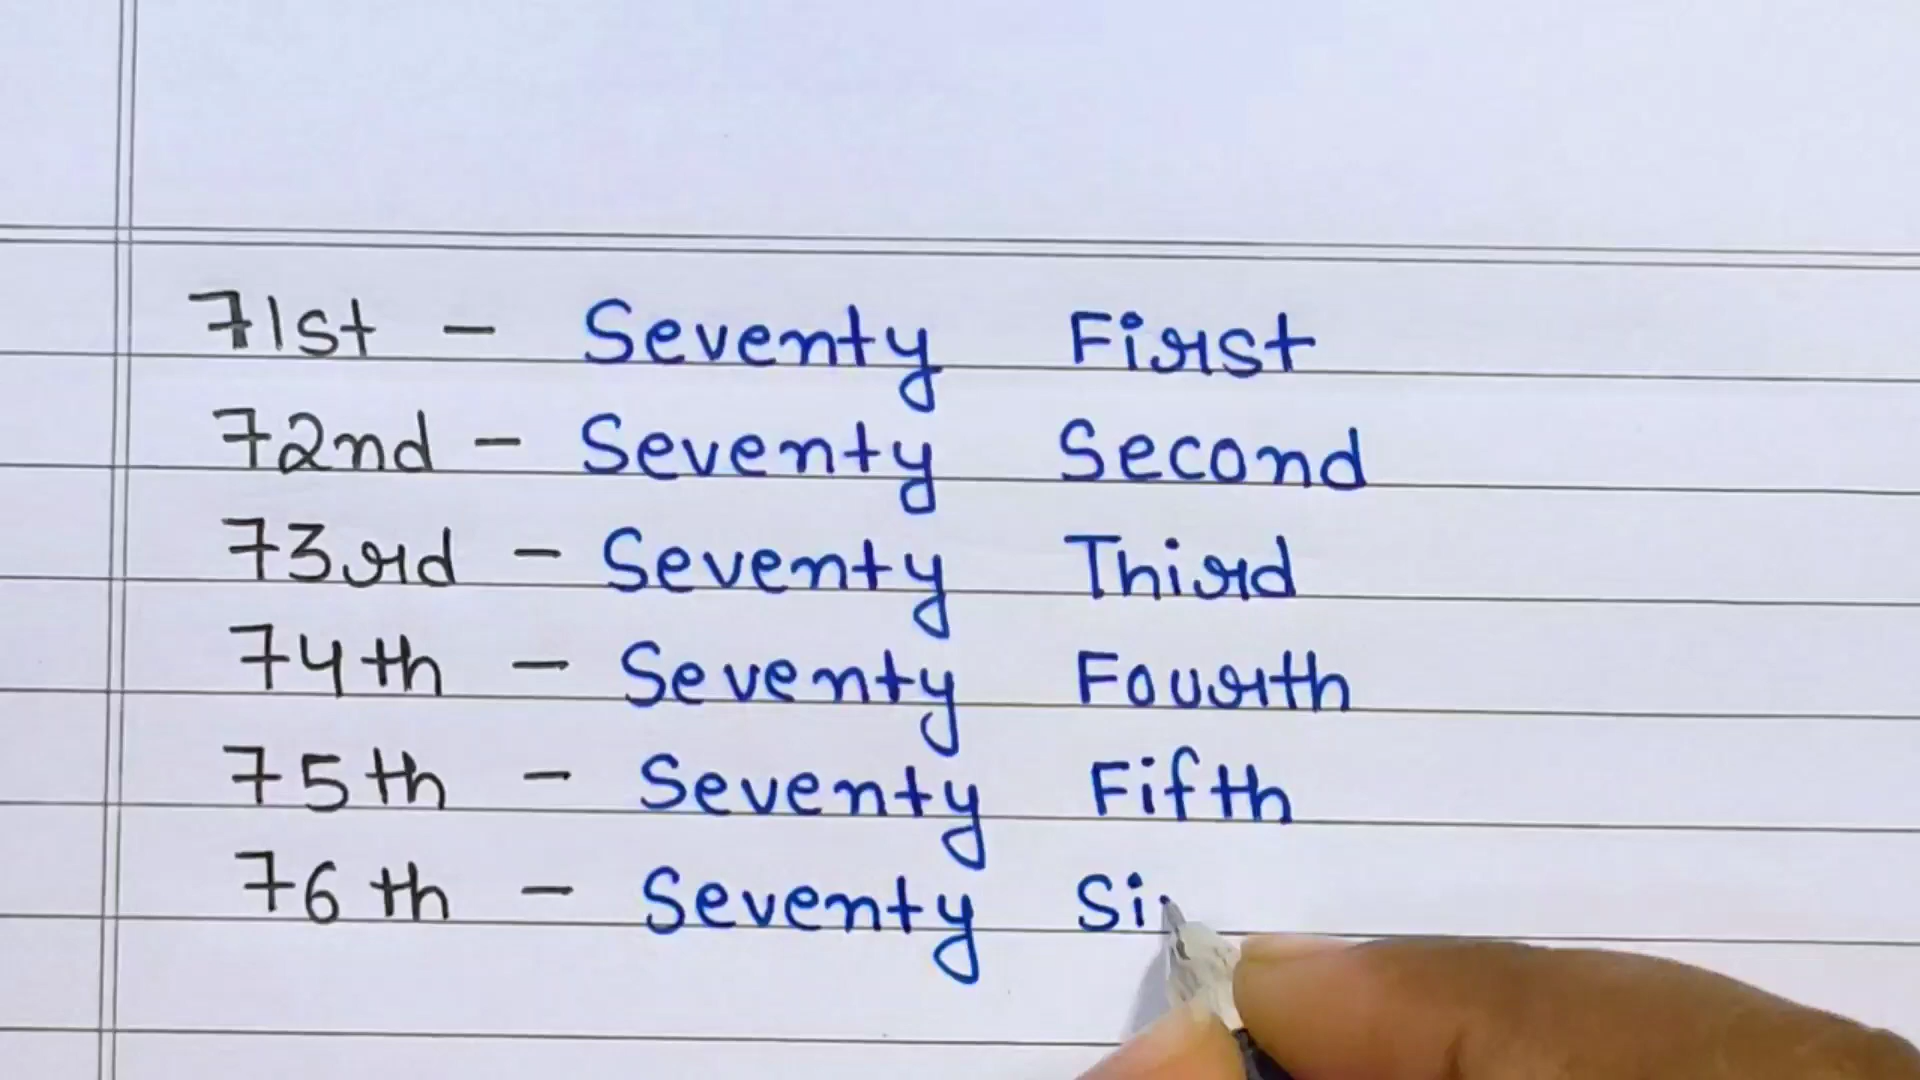 71st - Seventy First
72nd - Seventy Second
73rd - Seventy Third
74th - Seventy Fourth
75th - Seventy Fifth
76th - Seventy Si